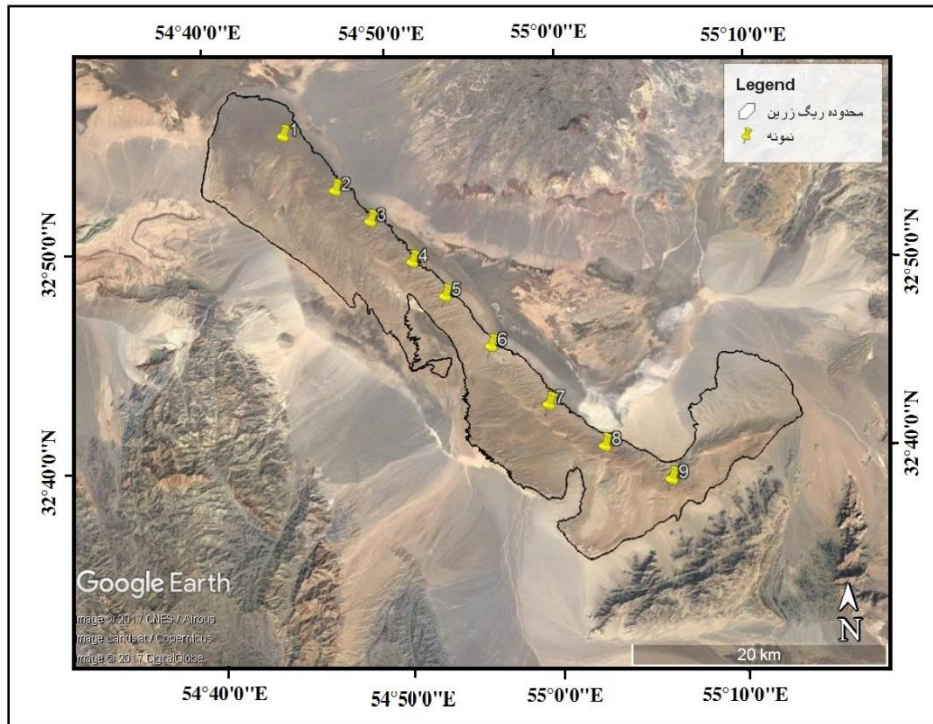 54°40'0"E 54°50'0"E 55°0'0"E 55°10'0"E
Legend
محدوده ریگ زرین
نمونه
1
2
3
32°50'0"N
4
32°50'0"N
5
6
7
32°40'0"N
8
9
32°40'0"N
Google Earth
Image © 2017 CNES / Airbus
Image Landsat / Copernicus
Image © 2017 DigitalGlobe
N
20 km
54°40'0"E 54°50'0"E 55°0'0"E 55°10'0"E